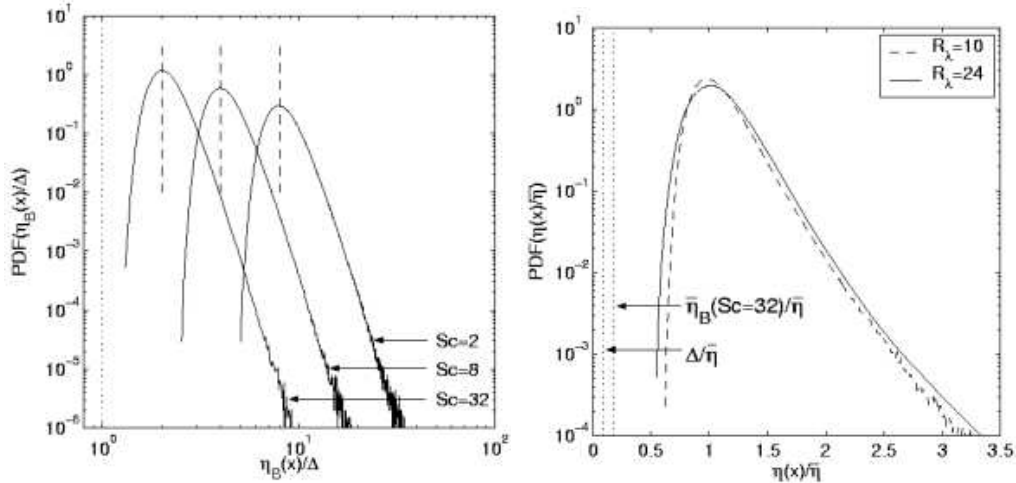 10^1
10^0
10^-1
10^-2
10^-3
10^-4
10^-5
10^-6
PDF(η_B(x)/Δ)
Sc=2
Sc=8
Sc=32
10^0
10^1
10^2
η_B(x)/Δ
10^1
10^0
10^-1
10^-2
10^-3
10^-4
PDF(η(x)/η̅)
R_λ=10
R_λ=24
η̅_B(Sc=32)/η̅
Δ/η̅
0
0.5
1
1.5
2
2.5
3
3.5
η(x)/η̅